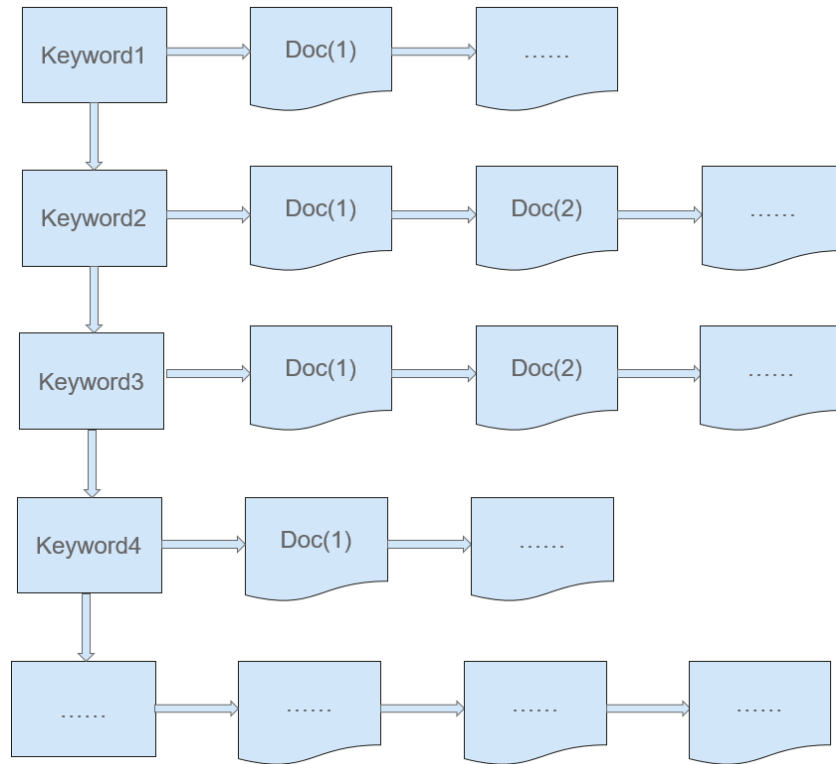 Keyword1
Doc(1)
......
Keyword2
Doc(1)
Doc(2)
......
Keyword3
Doc(1)
Doc(2)
......
Keyword4
Doc(1)
......
......
......
......
......